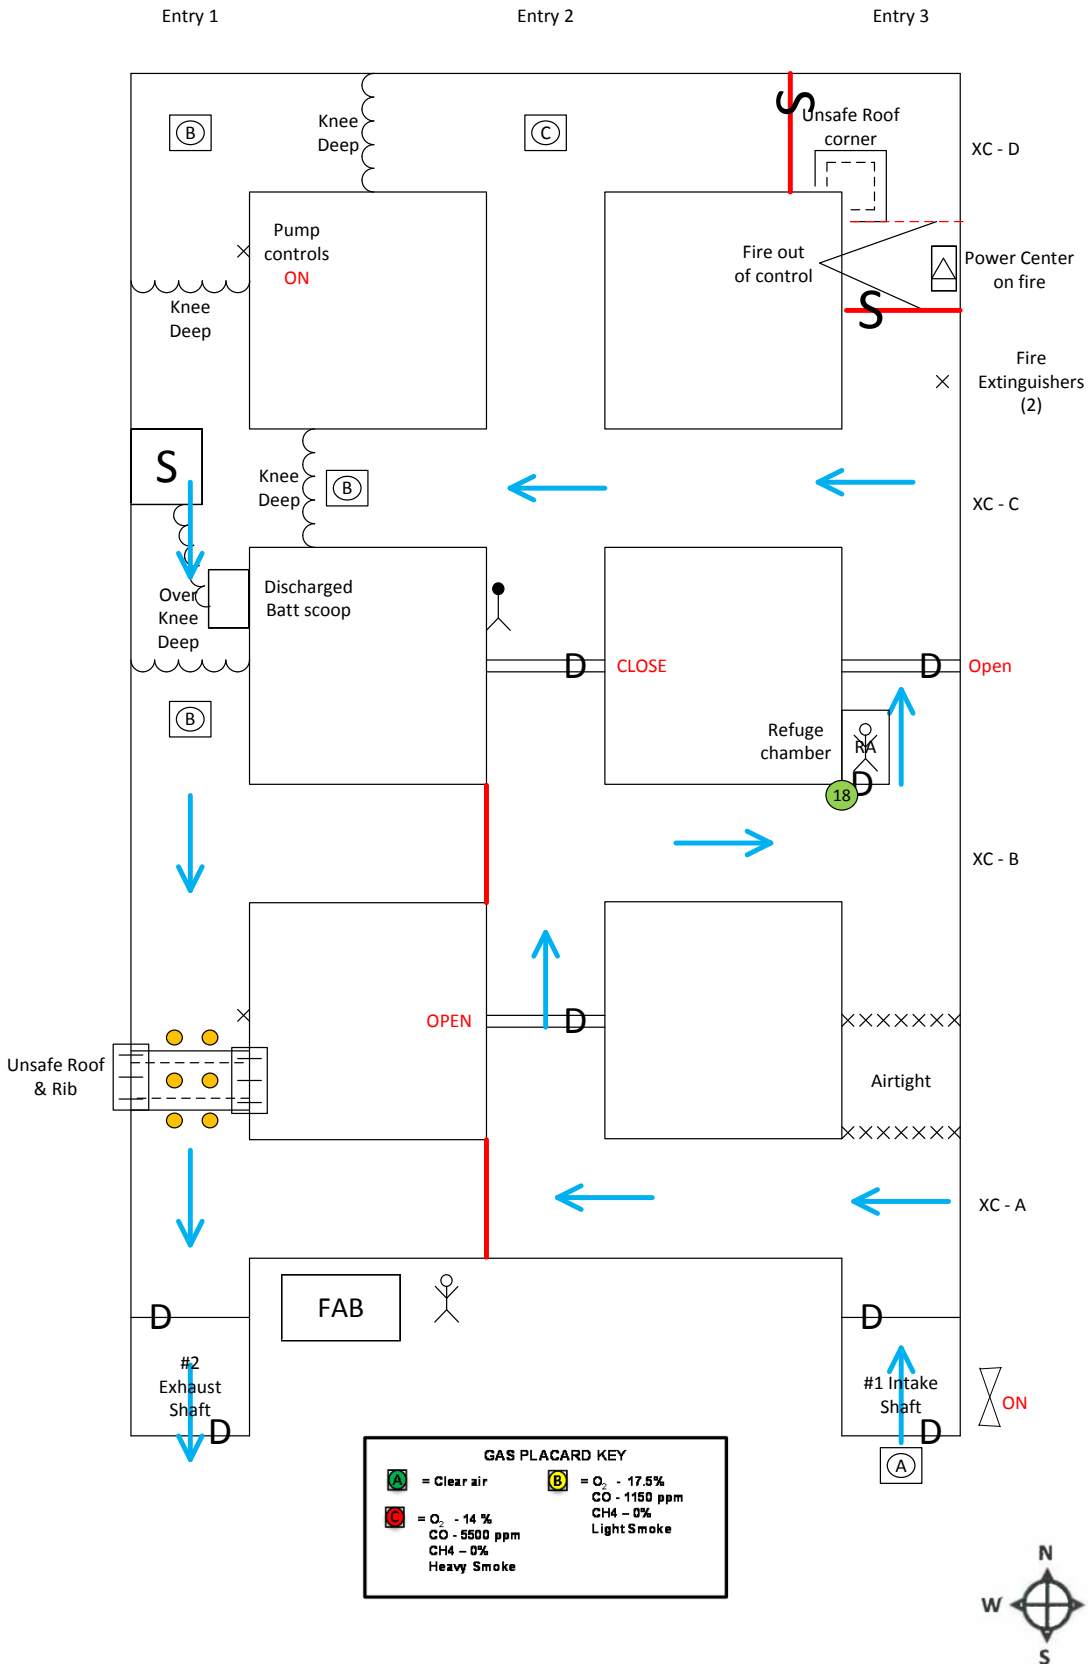 Entry 1
Entry 2
Entry 3
B
Knee
Deep
C
S
Unsafe Roof
corner
XC - D
Pump
controls
ON
Fire out
of control
Power Center
on fire
Knee
Deep
S
Fire
Extinguishers
(2)
S
Knee
Deep
B
XC - C
Over
Knee
Deep
Discharged
Batt scoop
D
CLOSE
D
Open
B
Refuge
chamber
RA
D
18
XC - B
OPEN
D
Unsafe Roof
& Rib
Airtight
XC - A
FAB
D
D
#2
Exhaust
Shaft
D
#1 Intake
Shaft
D
ON
A
GAS PLACARD KEY
A = Clear air
B = O2 - 17.5%
CO - 1150 ppm
CH4 – 0%
Light Smoke
C = O2 - 14 %
CO - 5500 ppm
CH4 – 0%
Heavy Smoke
N
W
E
S